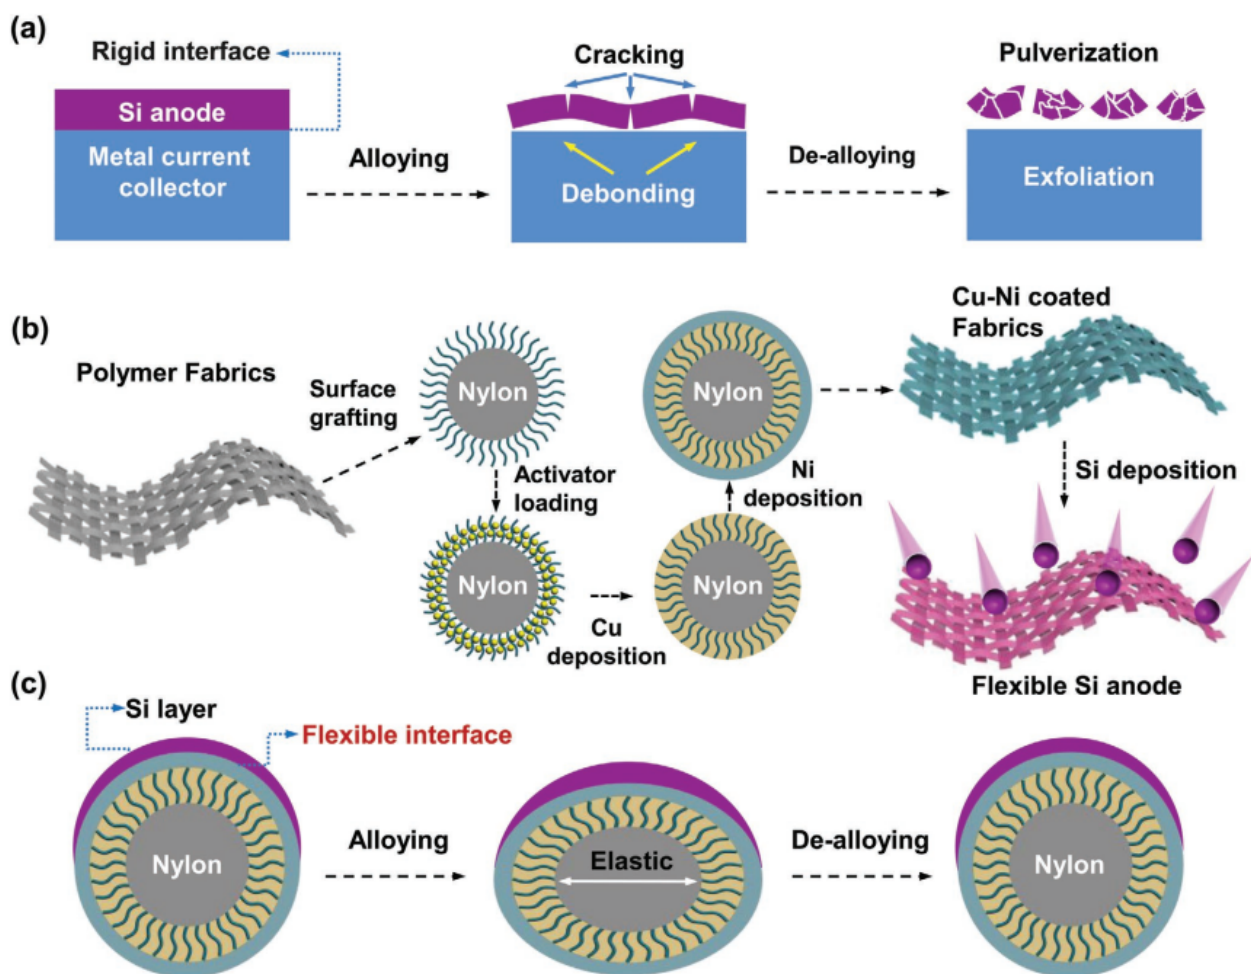 (a)
Rigid interface
Si anode
Metal current
collector
Alloying
Cracking
Debonding
De-alloying
Pulverization
Exfoliation
(b)
Polymer Fabrics
Surface
grafting
Nylon
Activator
loading
Nylon
Cu
deposition
Nylon
Ni
deposition
Nylon
Cu-Ni coated
Fabrics
Si deposition
Flexible Si anode
(c)
Si layer
Flexible interface
Nylon
Alloying
Elastic
De-alloying
Nylon